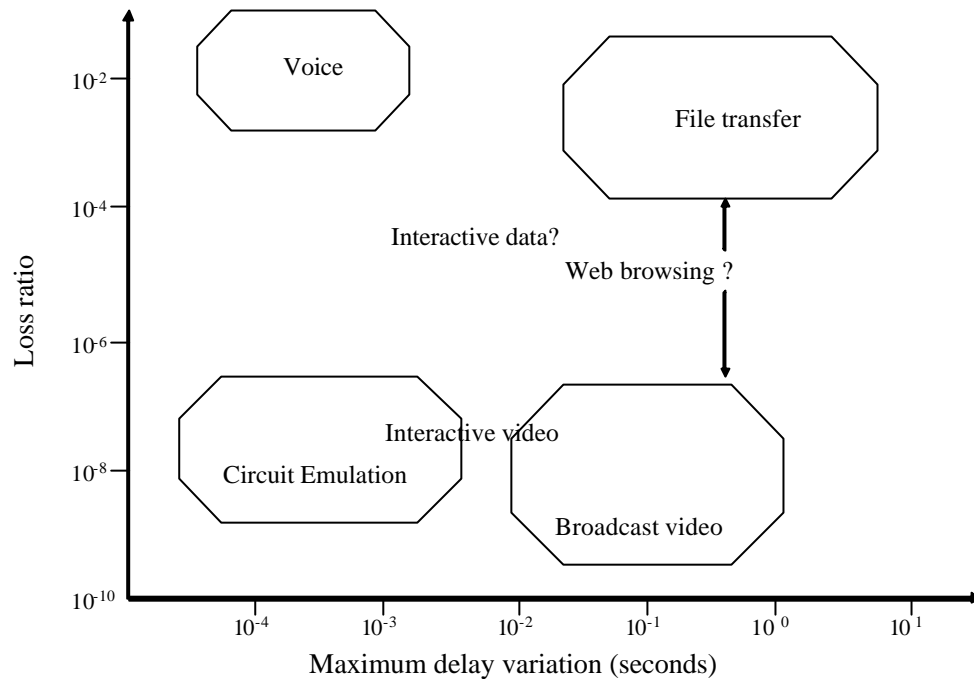 Voice
10-2
File transfer
10-4
Interactive data?
Web browsing ?
Loss ratio
10-6
Interactive video
10-8
Circuit Emulation
Broadcast video
10-10
10-4
10-3
10-2
10-1
10 0
10 1
Maximum delay variation (seconds)